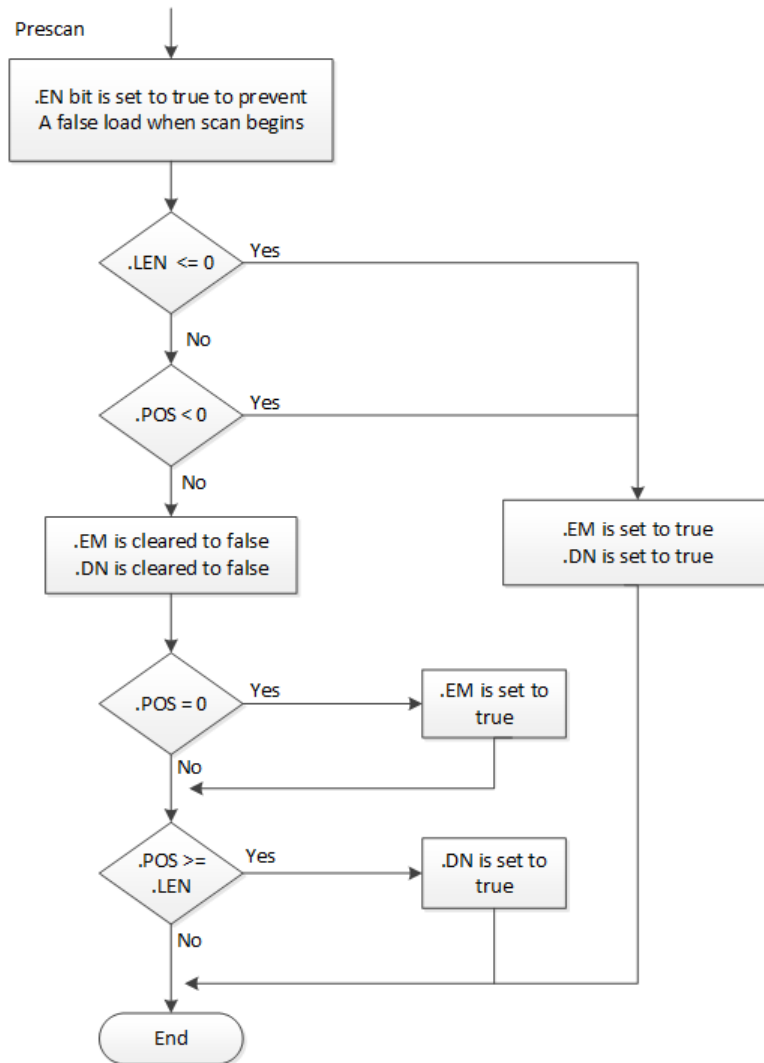 Prescan
.EN bit is set to true to prevent
A false load when scan begins
.LEN <= 0
Yes
No
.POS < 0
Yes
No
.EM is cleared to false
.DN is cleared to false
.EM is set to true
.DN is set to true
.POS = 0
Yes
.EM is set to
true
No
.POS >=
.LEN
Yes
.DN is set to
true
No
End